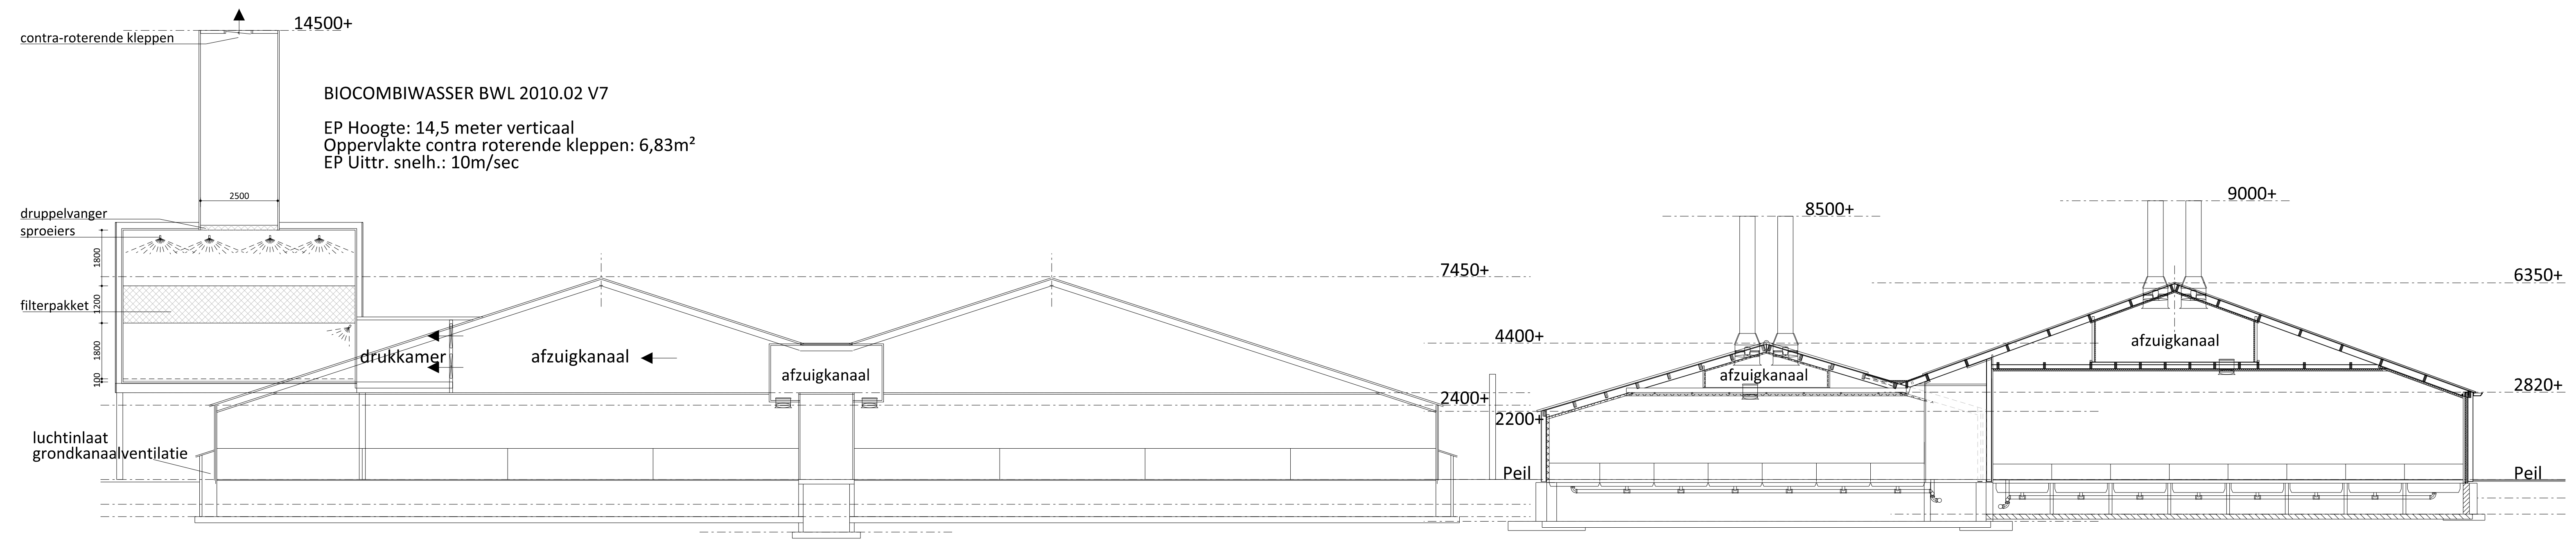 14500+
contra-roterende kleppen
BIOCOMBIWASSER BWL 2010.02 V7
EP Hoogte: 14,5 meter verticaal
Oppervlakte contra roterende kleppen: 6,83m²
EP Uittr. snelh.: 10m/sec
2500
druppelvanger
sproeiers
1800
filterpakket
1200
1800
100
drukkamer
afzuigkanaal
afzuigkanaal
luchtinlaat
grondkanaalventilatie
7450+
4400+
2400+
2200+
Peil
8500+
afzuigkanaal
9000+
afzuigkanaal
6350+
2820+
Peil